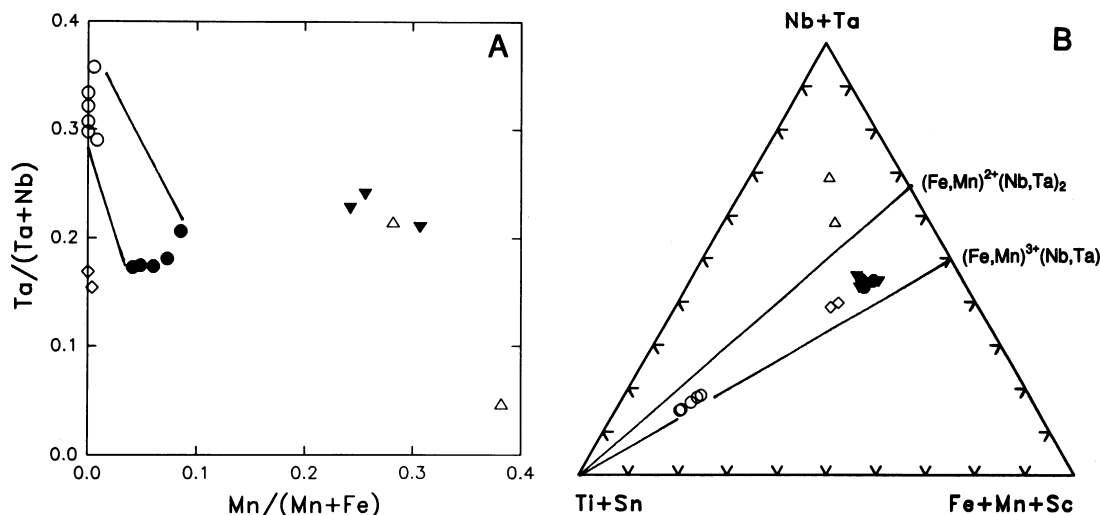 A
Ta/(Ta+Nb)
0.4
0.3
0.2
0.1
0.0
0.0 0.1 0.2 0.3 0.4
Mn/(Mn+Fe)
B
Nb+Ta
(Fe,Mn)²⁺(Nb,Ta)₂
(Fe,Mn)³⁺(Nb,Ta)
Ti+Sn
Fe+Mn+Sc